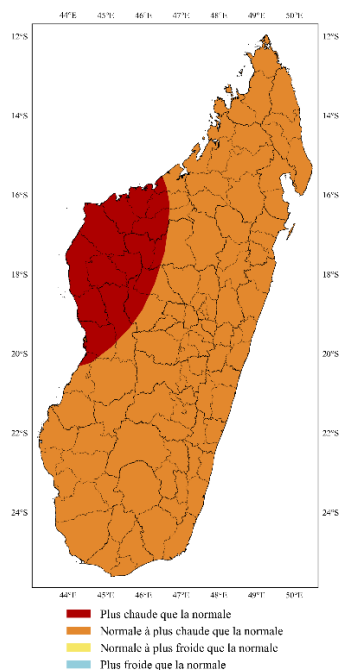 44°E 45°E 46°E 47°E 48°E 49°E 50°E
12°S 12°S
14°S 14°S
16°S 16°S
18°S 18°S
20°S 20°S
22°S 22°S
24°S 24°S
44°E 45°E 46°E 47°E 48°E 49°E 50°E
Plus chaude que la normale
Normale à plus chaude que la normale
Normale à plus froide que la normale
Plus froide que la normale